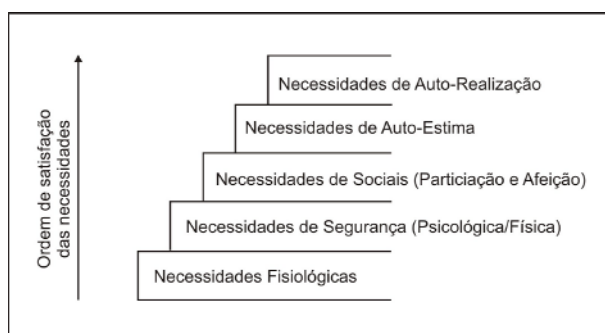 Ordem de satisfação
das necessidades
Necessidades de Auto-Realização
Necessidades de Auto-Estima
Necessidades de Sociais (Particiação e Afeição)
Necessidades de Segurança (Psicológica/Física)
Necessidades Fisiológicas